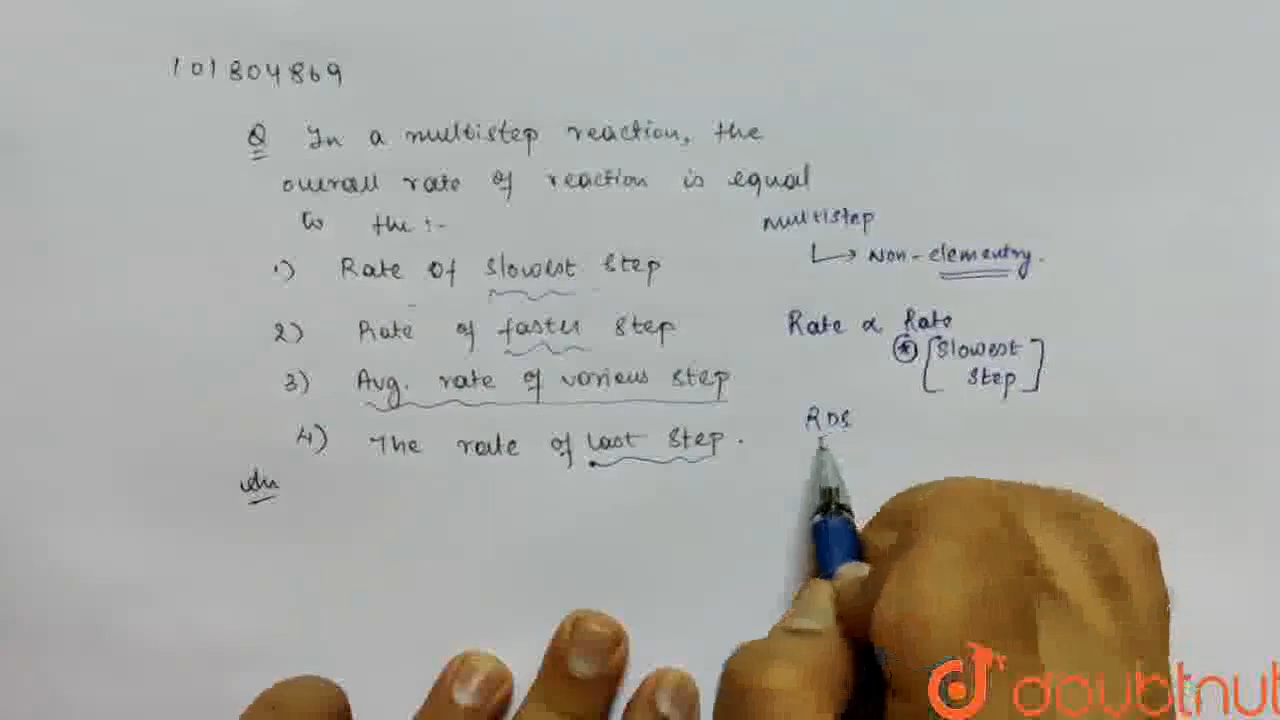 101804869
Q In a multistep reaction, the
overall rate of reaction is equal
to the :-
1) Rate of slowest step
2) Rate of faster step
3) Avg. rate of various step
4) The rate of last step.
multistep
↳ Non-elementry.
Rate ∝ Rate
[slowest
step]
RDS
doubtnut